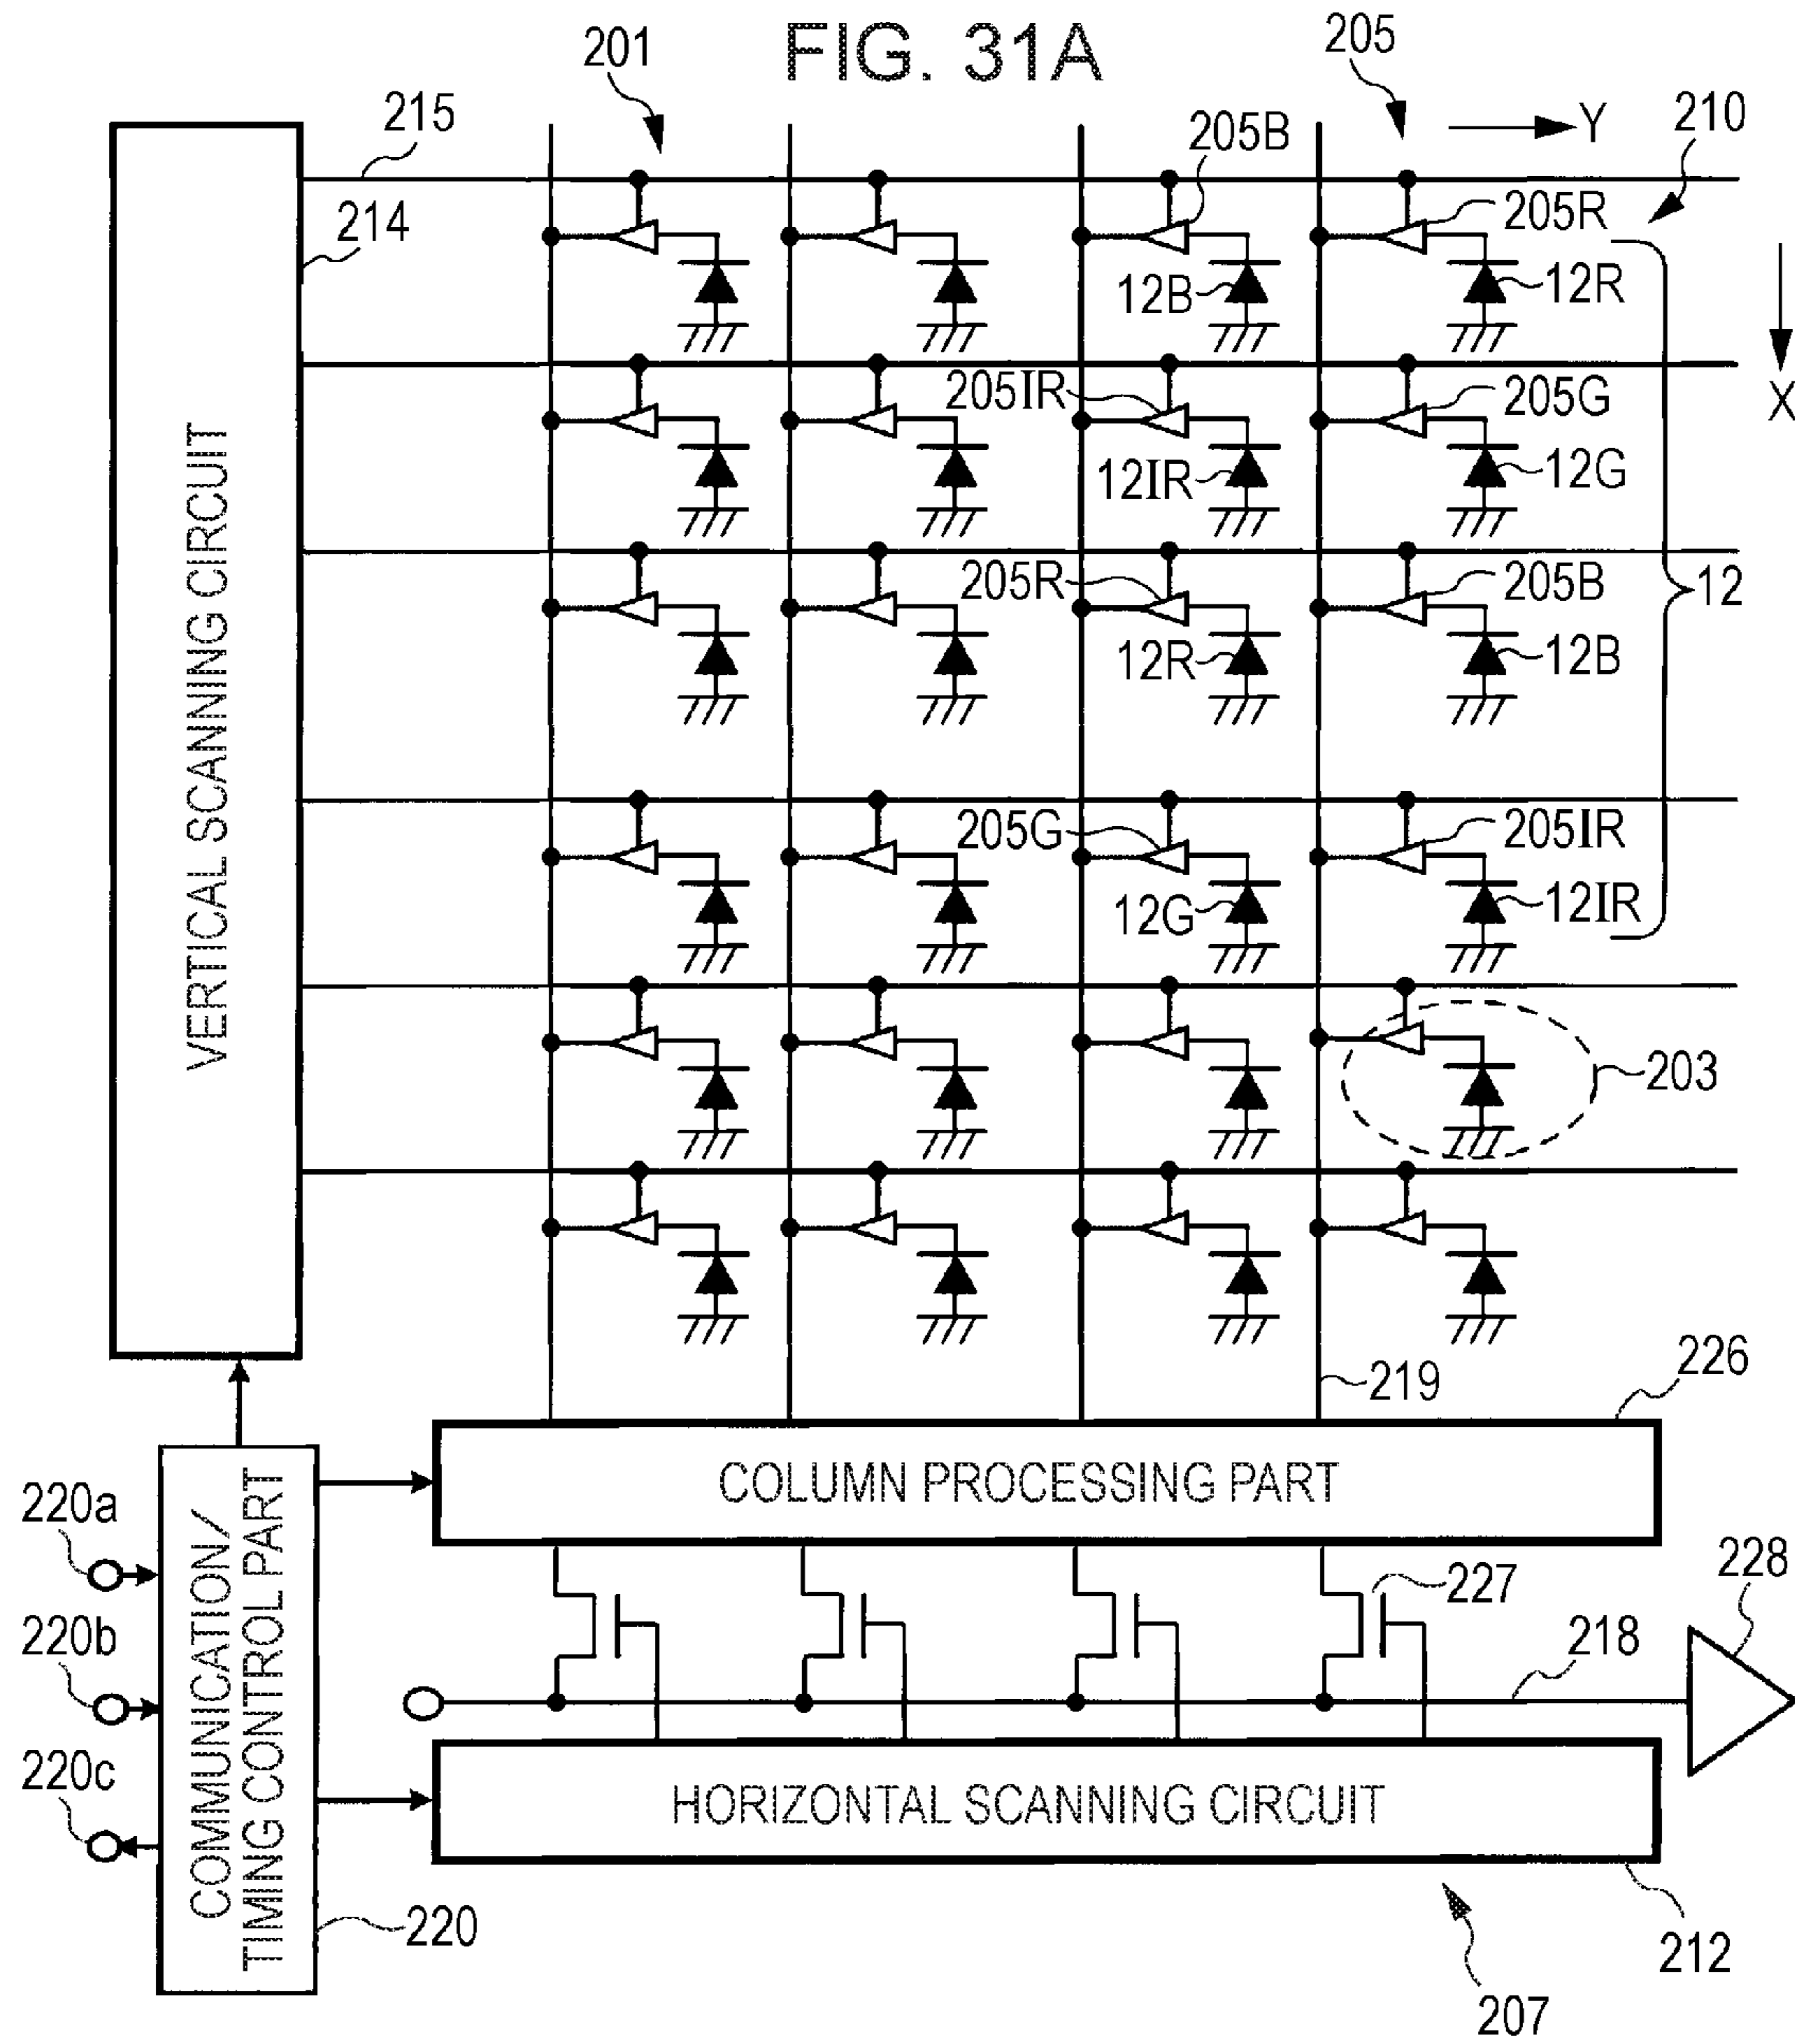 FIG. 31A
201
205
215
205B
Y
210
214
205R
12B
12R
X
205IR
205G
12IR
12G
VERTICAL SCANNING CIRCUIT
205R
205B
12
12R
12B
205G
205IR
12G
12IR
203
219
226
COLUMN PROCESSING PART
220a
COMMUNICATION/
TIMING CONTROL PART
227
228
220b
218
220c
HORIZONTAL SCANNING CIRCUIT
220
212
207